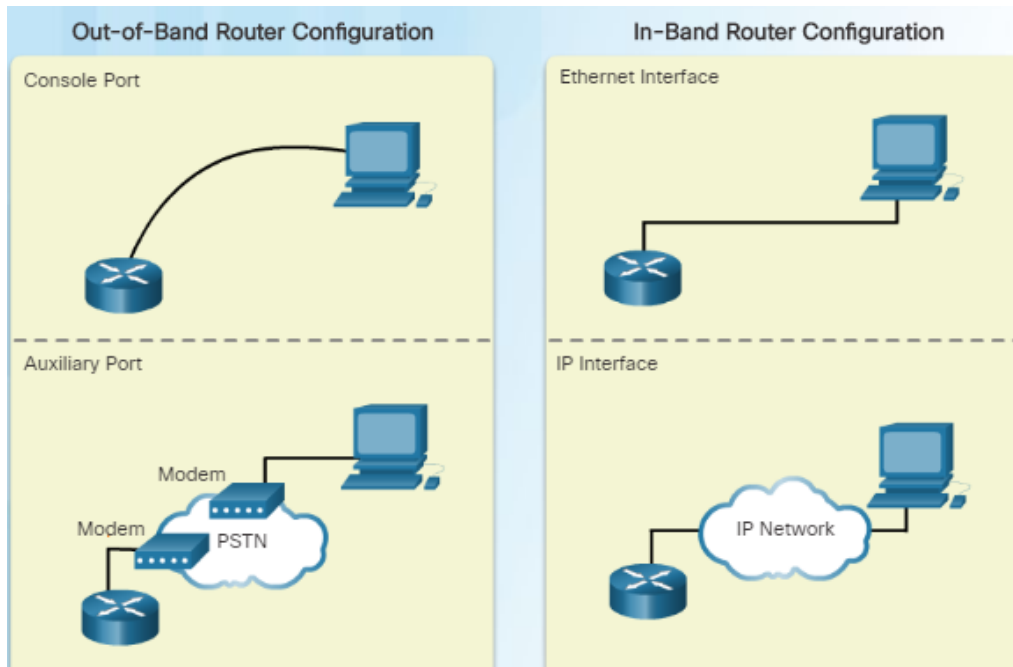 Out-of-Band Router Configuration
Console Port
Auxiliary Port
Modem
Modem
PSTN
In-Band Router Configuration
Ethernet Interface
IP Interface
IP Network